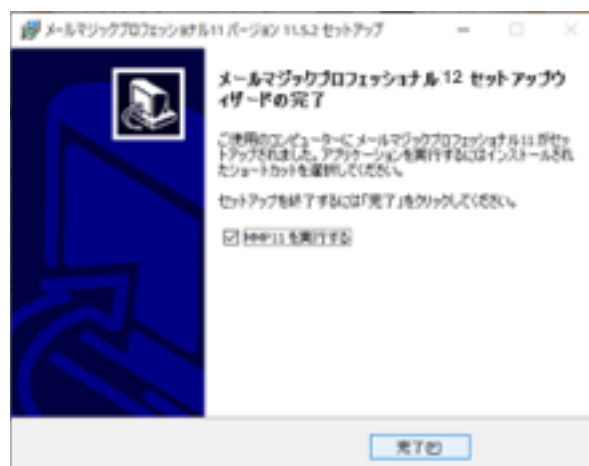 メールマジックプロフェッショナル11 バージョン 11.5.2 セットアップ
メールマジックプロフェッショナル 12 セットアップウ
ィザードの完了
ご使用のコンピューターに メールマジックプロフェッショナル11 がセッ
トアップされました。アプリケーションを実行するにはインストールされ
たショートカットを選択してください。
セットアップを終了するには「完了」をクリックしてください。
MMP11 を実行する
完了(F)